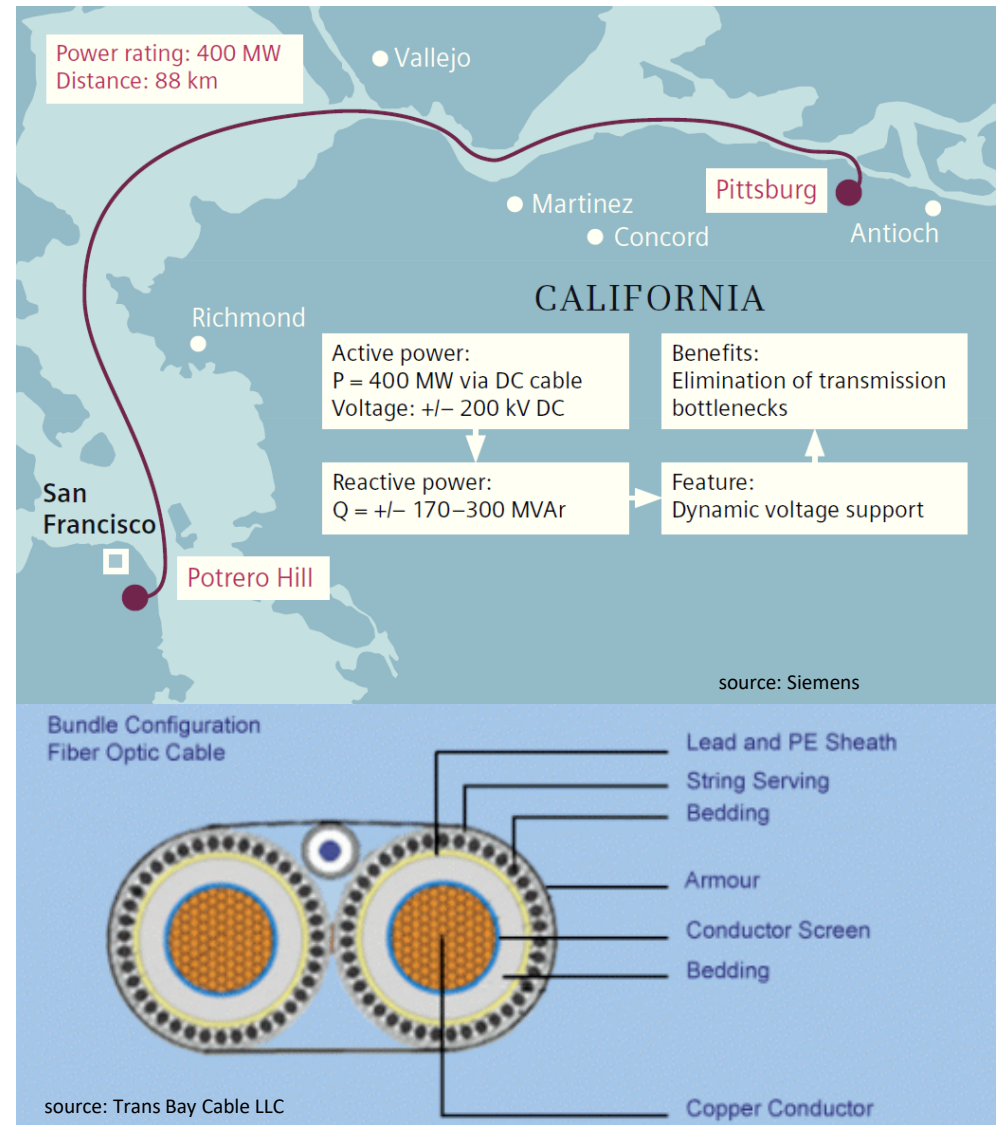 Power rating: 400 MW
Distance: 88 km
Vallejo
Martinez
Concord
Pittsburg
Antioch
CALIFORNIA
Richmond
Active power:
P = 400 MW via DC cable
Voltage: +/– 200 kV DC
Benefits:
Elimination of transmission
bottlenecks
Reactive power:
Q = +/– 170–300 MVAr
Feature:
Dynamic voltage support
San
Francisco
Potrero Hill
source: Siemens
Bundle Configuration
Fiber Optic Cable
Lead and PE Sheath
String Serving
Bedding
Armour
Conductor Screen
Bedding
Copper Conductor
source: Trans Bay Cable LLC